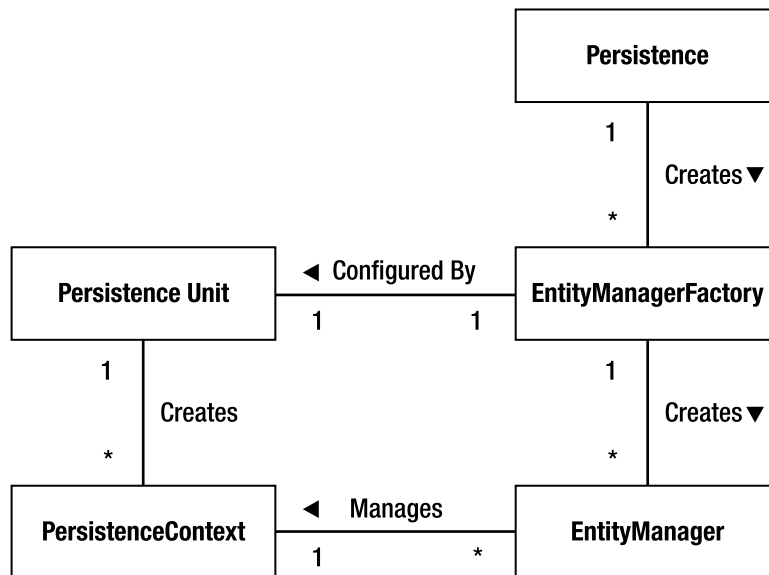 Persistence
1
Creates ▼
*
Persistence Unit
◄ Configured By
EntityManagerFactory
1 1
1
Creates
*
1
Creates ▼
*
PersistenceContext
◄ Manages
EntityManager
1 *